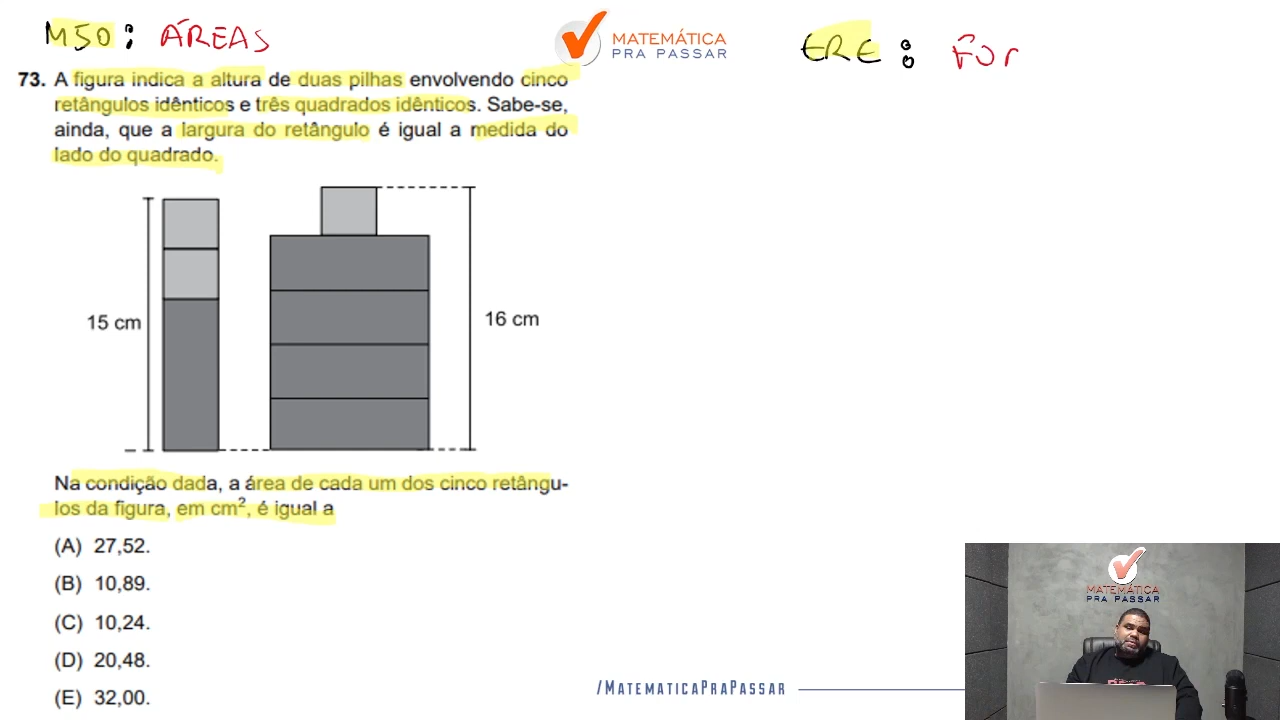 M50: ÁREAS
MATEMÁTICA
PRA PASSAR
ERE: For
73. A figura indica a altura de duas pilhas envolvendo cinco
retângulos idênticos e três quadrados idênticos. Sabe-se,
ainda, que a largura do retângulo é igual a medida do
lado do quadrado.
15 cm
16 cm
Na condição dada, a área de cada um dos cinco retângu-
los da figura, em cm², é igual a
(A) 27,52.
(B) 10,89.
(C) 10,24.
(D) 20,48.
(E) 32,00.
MATEMÁTICA
PRA PASSAR
/MATEMATICAPRAPASSAR